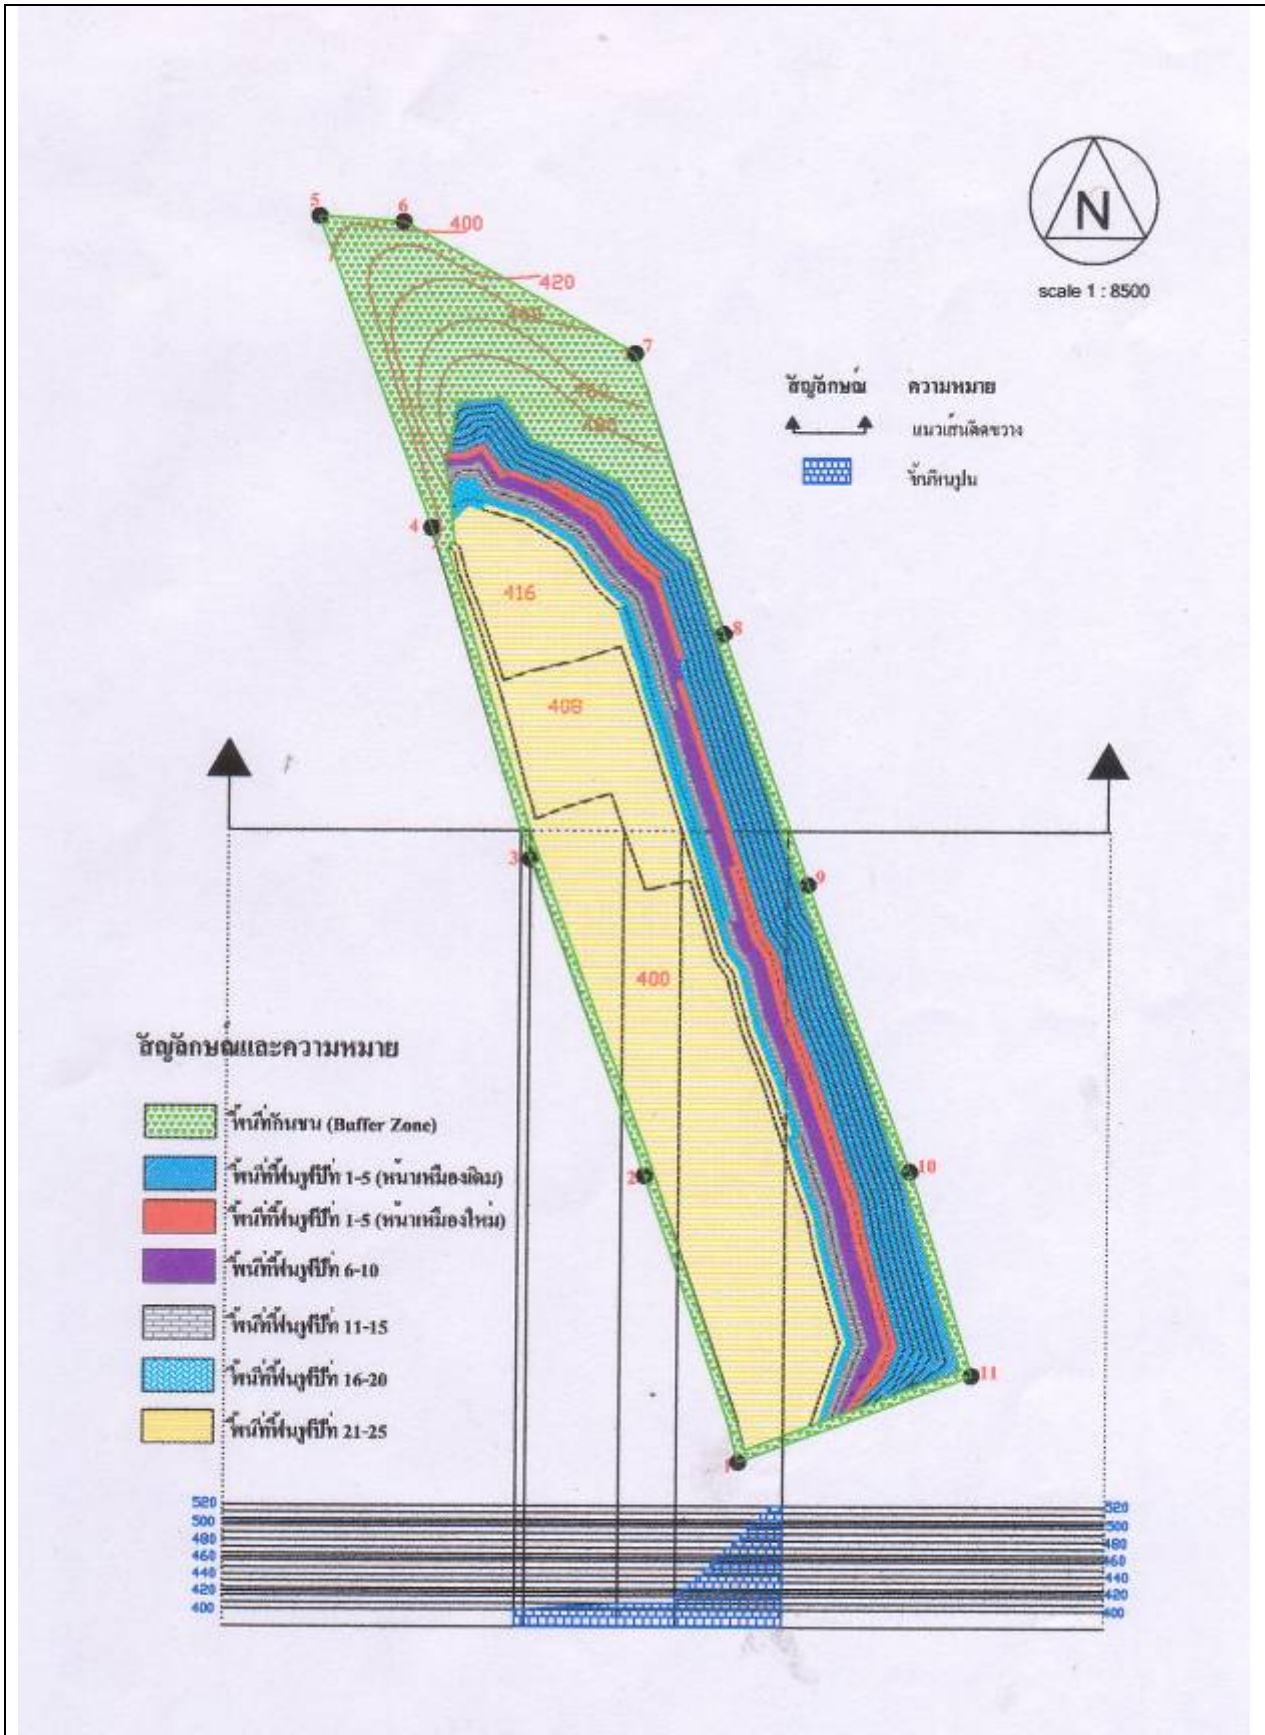 5
6
400
N
scale 1 : 8500
420
7
สัญลักษณ์ ความหมาย
แนวเส้นตัดขวาง
ชั้นหินปูน
4
416
8
408
3
9
400
สัญลักษณ์และความหมาย
พื้นที่กันชน (Buffer Zone)
พื้นที่ฟื้นฟูปีที่ 1-5 (หน้าเหมืองเดิม)
พื้นที่ฟื้นฟูปีที่ 1-5 (หน้าเหมืองใหม่)
พื้นที่ฟื้นฟูปีที่ 6-10
พื้นที่ฟื้นฟูปีที่ 11-15
พื้นที่ฟื้นฟูปีที่ 16-20
พื้นที่ฟื้นฟูปีที่ 21-25
2
10
11
1
520 520
500 500
480 480
460 460
440 440
420 420
400 400